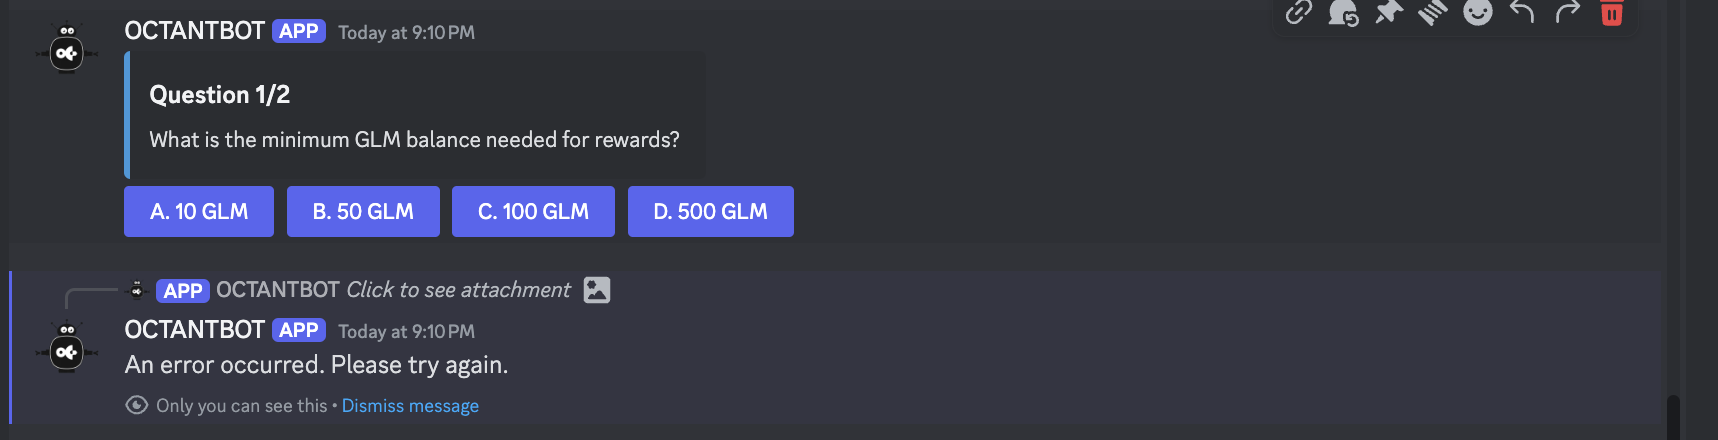 OCTANTBOT APP Today at 9:10 PM
Question 1/2
What is the minimum GLM balance needed for rewards?
A. 10 GLM B. 50 GLM C. 100 GLM D. 500 GLM
APP OCTANTBOT Click to see attachment
OCTANTBOT APP Today at 9:10 PM
An error occurred. Please try again.
Only you can see this • Dismiss message